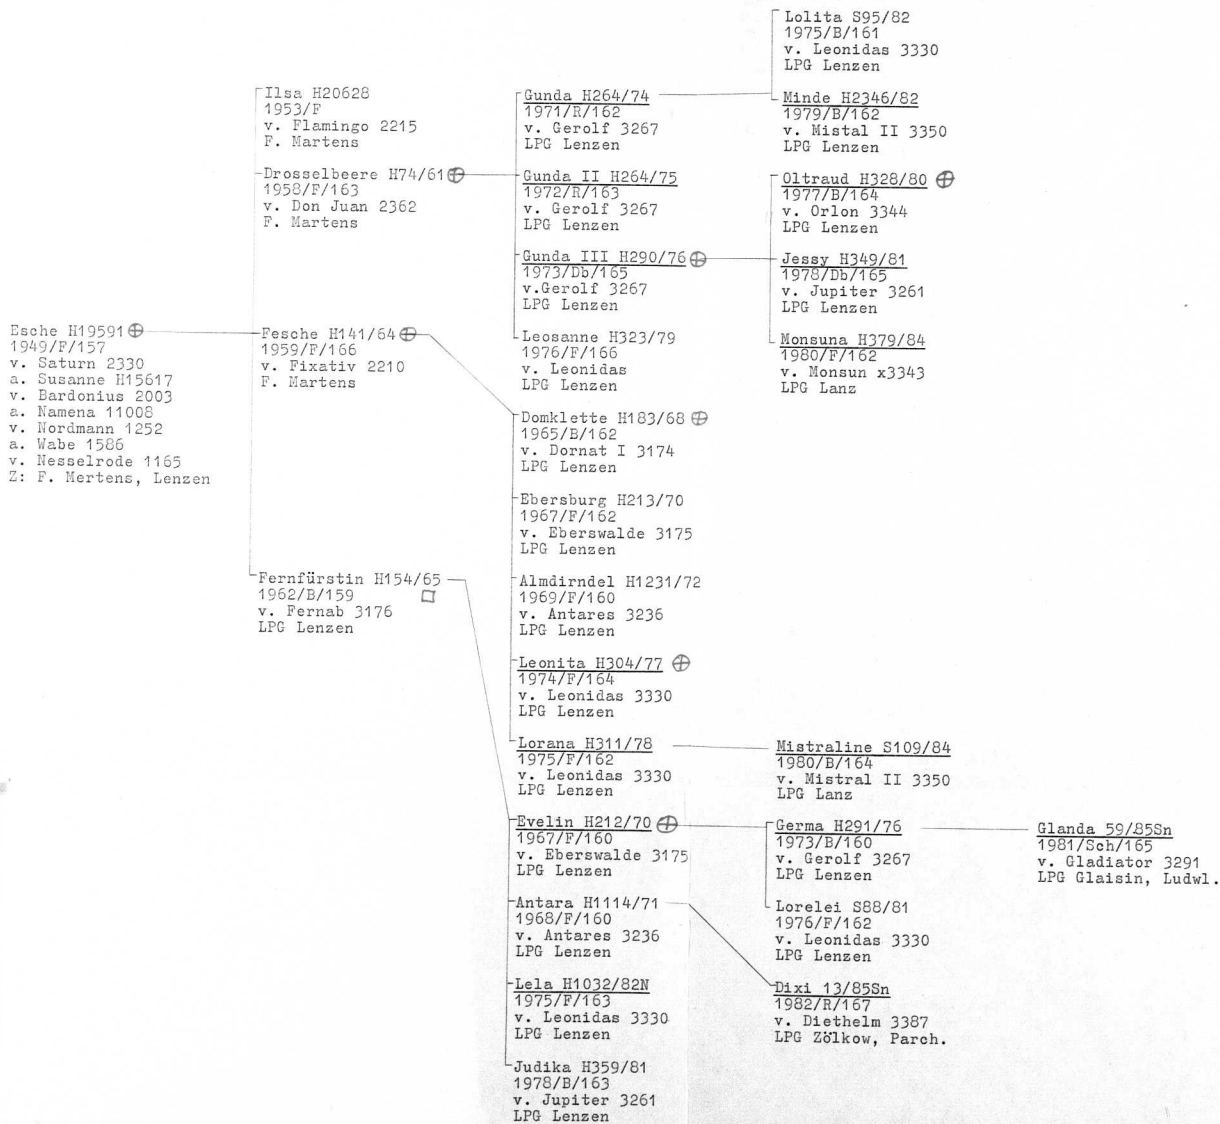 Esche H19591
1949/F/157
v. Saturn 2330
a. Susanne H15617
v. Bardonius 2003
a. Namena 11008
v. Nordmann 1252
a. Wabe 1586
v. Nesselrode 1165
Z: F. Mertens, Lenzen
Ilsa H20628
1953/F
v. Flamingo 2215
F. Martens
Drosselbeere H74/61
1958/F/163
v. Don Juan 2362
F. Martens
Fesche H141/64
1959/F/166
v. Fixativ 2210
F. Martens
Fernfürstin H154/65
1962/B/159
v. Fernab 3176
LPG Lenzen
Gunda H264/74
1971/R/162
v. Gerolf 3267
LPG Lenzen
Gunda II H264/75
1972/R/163
v. Gerolf 3267
LPG Lenzen
Gunda III H290/76
1973/Db/165
v.Gerolf 3267
LPG Lenzen
Leosanne H323/79
1976/F/166
v. Leonidas
LPG Lenzen
Domklette H183/68
1965/B/162
v. Dornat I 3174
LPG Lenzen
Ebersburg H213/70
1967/F/162
v. Eberswalde 3175
LPG Lenzen
Almdirndel H1231/72
1969/F/160
v. Antares 3236
LPG Lenzen
Leonita H304/77
1974/F/164
v. Leonidas 3330
LPG Lenzen
Lorana H311/78
1975/F/162
v. Leonidas 3330
LPG Lenzen
Evelin H212/70
1967/F/160
v. Eberswalde 3175
LPG Lenzen
Antara H1114/71
1968/F/160
v. Antares 3236
LPG Lenzen
Lela H1032/82N
1975/F/163
v. Leonidas 3330
LPG Lenzen
Judika H359/81
1978/B/163
v. Jupiter 3261
LPG Lenzen
Lolita S95/82
1975/B/161
v. Leonidas 3330
LPG Lenzen
Minde H2346/82
1979/B/162
v. Mistal II 3350
LPG Lenzen
Oltraud H328/80
1977/B/164
v. Orlon 3344
LPG Lenzen
Jessy H349/81
1978/Db/165
v. Jupiter 3261
LPG Lenzen
Monsuna H379/84
1980/F/162
v. Monsun x3343
LPG Lanz
Mistraline S109/84
1980/B/164
v. Mistral II 3350
LPG Lanz
Germa H291/76
1973/B/160
v. Gerolf 3267
LPG Lenzen
Lorelei S88/81
1976/F/162
v. Leonidas 3330
LPG Lenzen
Dixi 13/85Sn
1982/R/167
v. Diethelm 3387
LPG Zölkow, Parch.
Glanda 59/85Sn
1981/Sch/165
v. Gladiator 3291
LPG Glaisin, Ludwl.